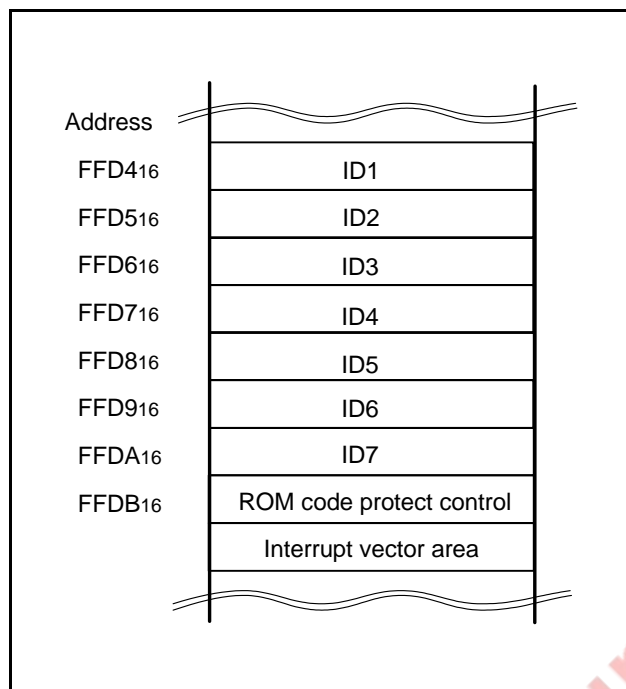 Address
FFD416 ID1
FFD516 ID2
FFD616 ID3
FFD716 ID4
FFD816 ID5
FFD916 ID6
FFDA16 ID7
FFDB16 ROM code protect control
Interrupt vector area